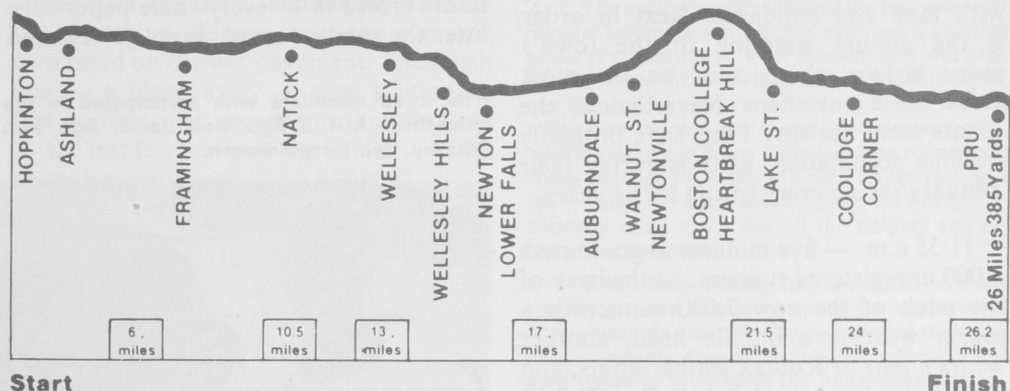 HOPKINTON
ASHLAND
FRAMINGHAM
NATICK
WELLESLEY
WELLESLEY HILLS
NEWTON
LOWER FALLS
AUBURNDALE
WALNUT ST.
NEWTONVILLE
BOSTON COLLEGE
HEARTBREAK HILL
LAKE ST.
COOLIDGE
CORNER
PRU
26 Miles 385 Yards
6.
miles
10.5
miles
13.
miles
17
miles
21.5
miles
24
miles
26.2
miles
Start
Finish